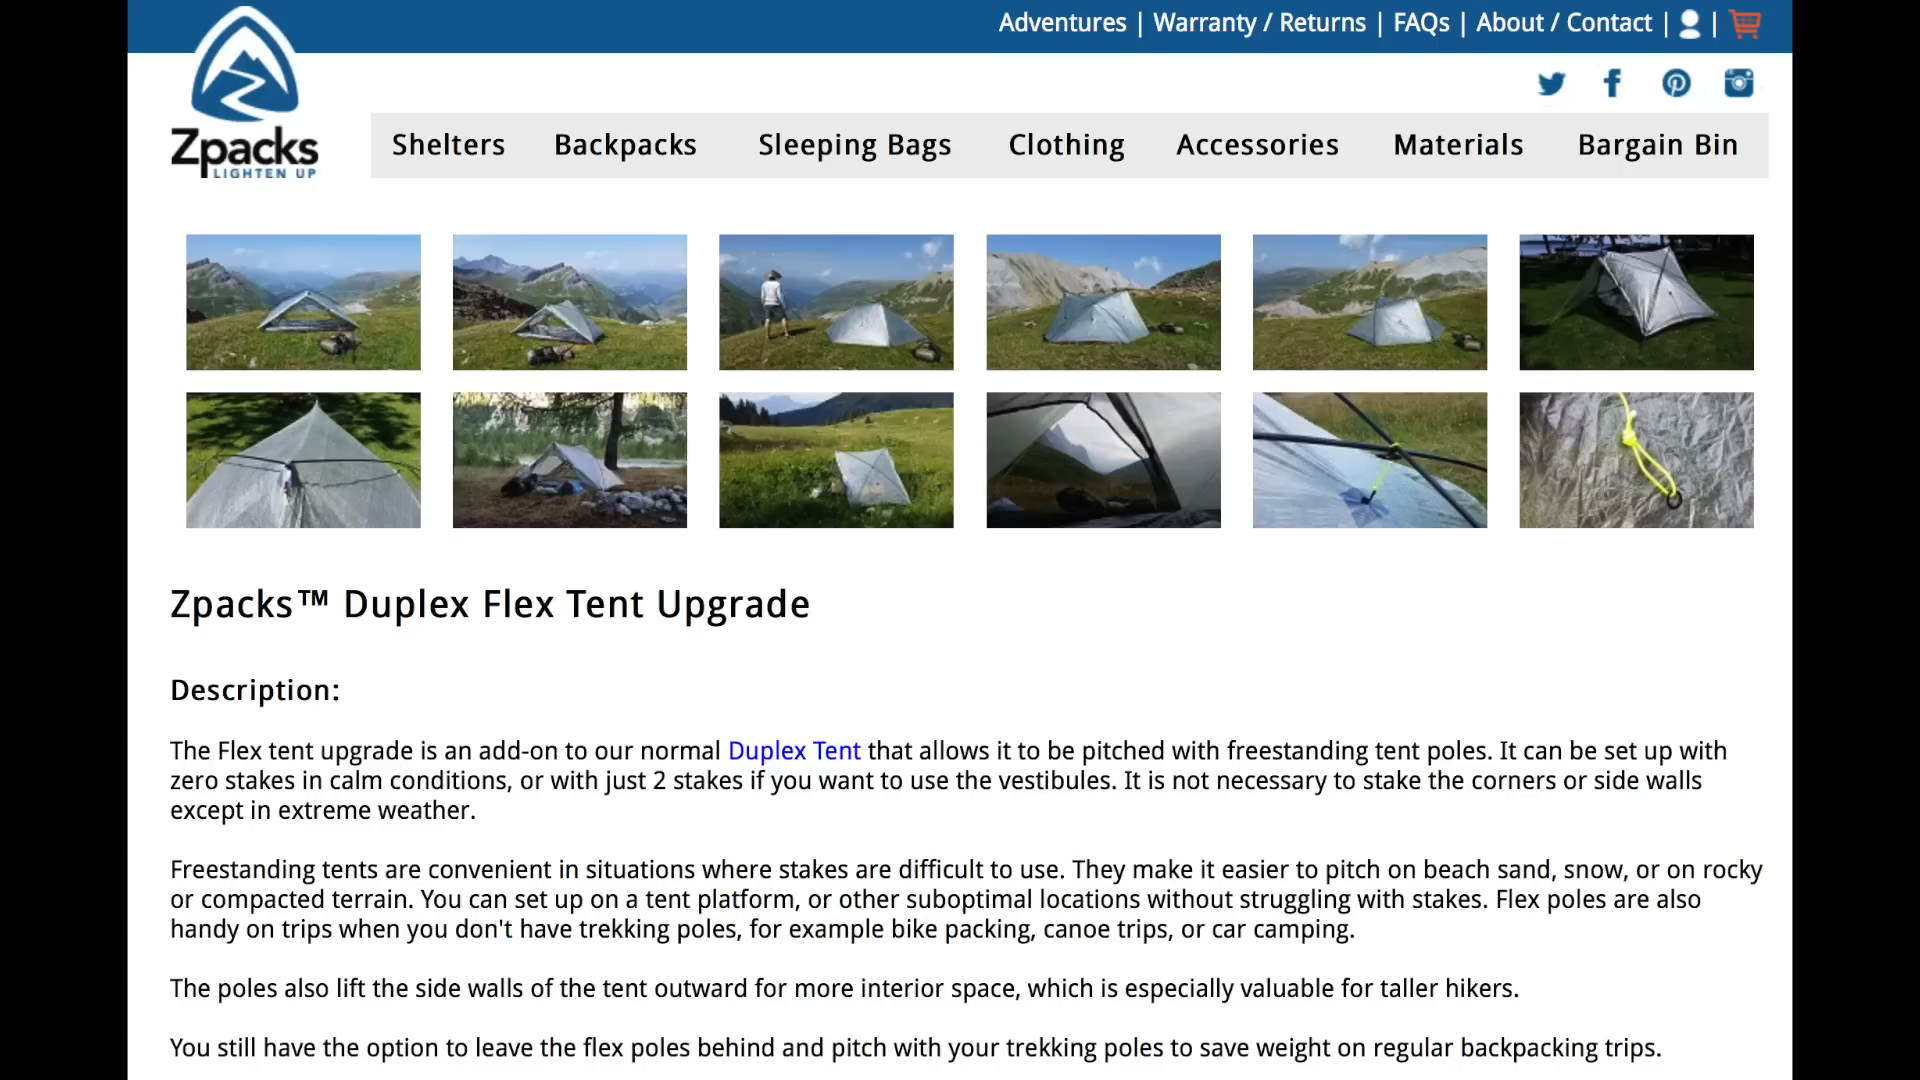 Adventures | Warranty / Returns | FAQs | About / Contact | |
Zpacks
LIGHTEN UP
Shelters Backpacks Sleeping Bags Clothing Accessories Materials Bargain Bin
Zpacks™ Duplex Flex Tent Upgrade
Description:
The Flex tent upgrade is an add-on to our normal Duplex Tent that allows it to be pitched with freestanding tent poles. It can be set up with
zero stakes in calm conditions, or with just 2 stakes if you want to use the vestibules. It is not necessary to stake the corners or side walls
except in extreme weather.
Freestanding tents are convenient in situations where stakes are difficult to use. They make it easier to pitch on beach sand, snow, or on rocky
or compacted terrain. You can set up on a tent platform, or other suboptimal locations without struggling with stakes. Flex poles are also
handy on trips when you don't have trekking poles, for example bike packing, canoe trips, or car camping.
The poles also lift the side walls of the tent outward for more interior space, which is especially valuable for taller hikers.
You still have the option to leave the flex poles behind and pitch with your trekking poles to save weight on regular backpacking trips.